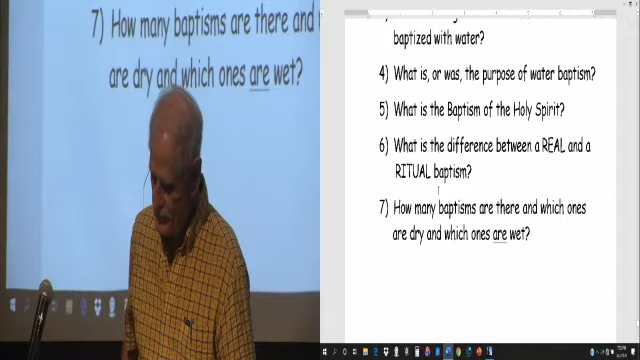 7) How many baptisms are there and
are dry and which ones are wet?
baptized with water?
4) What is, or was, the purpose of water baptism?
5) What is the Baptism of the Holy Spirit?
6) What is the difference between a REAL and a
RITUAL baptism?
7) How many baptisms are there and which ones
are dry and which ones are wet?